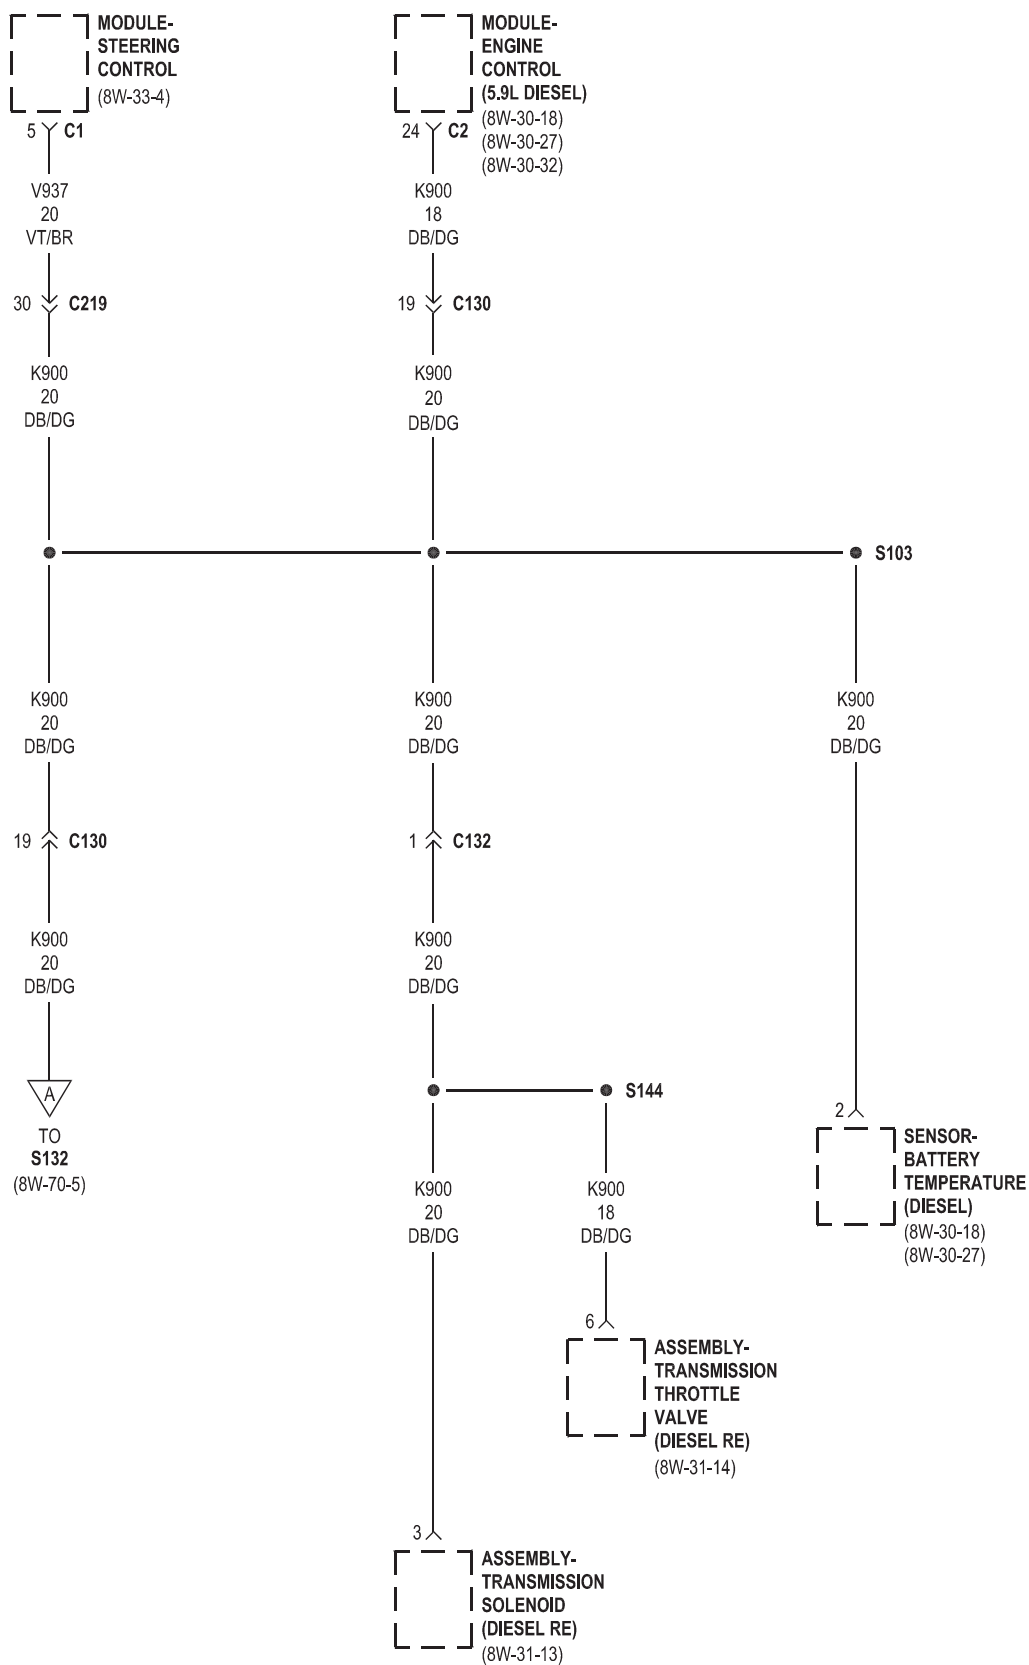 MODULE-
STEERING
CONTROL
(8W-33-4)
5 C1
V937
20
VT/BR
30 C219
K900
20
DB/DG
MODULE-
ENGINE
CONTROL
(5.9L DIESEL)
(8W-30-18)
(8W-30-27)
(8W-30-32)
24 C2
K900
18
DB/DG
19 C130
K900
20
DB/DG
S103
K900
20
DB/DG
19 C130
K900
20
DB/DG
A
TO
S132
(8W-70-5)
K900
20
DB/DG
1 C132
K900
20
DB/DG
S144
K900
20
DB/DG
3
ASSEMBLY-
TRANSMISSION
SOLENOID
(DIESEL RE)
(8W-31-13)
K900
18
DB/DG
6
ASSEMBLY-
TRANSMISSION
THROTTLE
VALVE
(DIESEL RE)
(8W-31-14)
K900
20
DB/DG
2
SENSOR-
BATTERY
TEMPERATURE
(DIESEL)
(8W-30-18)
(8W-30-27)